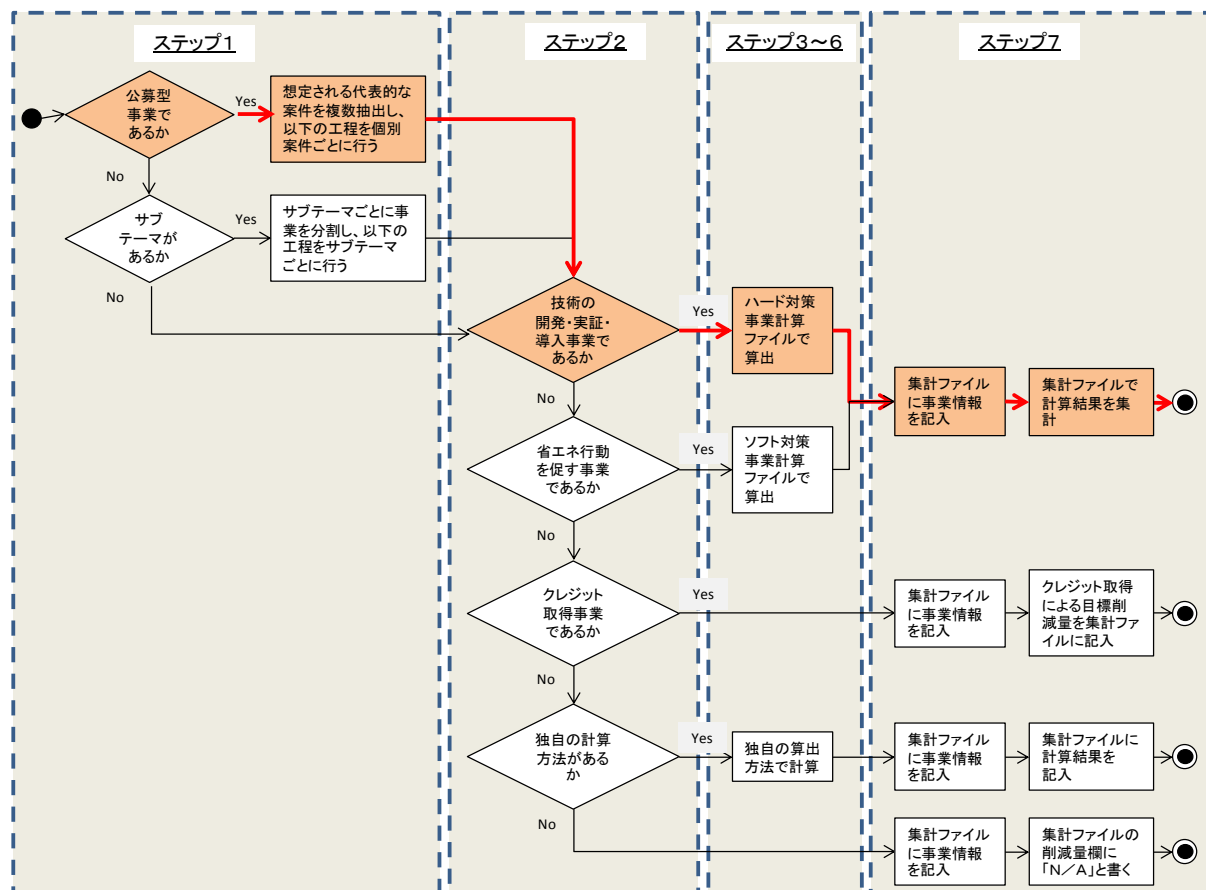 ステップ1
ステップ2
ステップ3～6
ステップ7
公募型
事業で
あるか
Yes
想定される代表的な
案件を複数抽出し、
以下の工程を個別
案件ごとに行う
No
サブ
テーマが
あるか
Yes
サブテーマごとに事
業を分割し、以下の
工程をサブテーマ
ごとに行う
No
技術の
開発・実証・
導入事業で
あるか
Yes
ハード対策
事業計算
ファイルで
算出
集計ファイル
に事業情報
を記入
集計ファイルで
計算結果を集
計
No
省エネ行動
を促す事業
であるか
Yes
ソフト対策
事業計算
ファイルで
算出
No
クレジット
取得事業
であるか
Yes
集計ファイル
に事業情報
を記入
クレジット取得
による目標削
減量を集計ファ
イルに記入
No
独自の計算
方法がある
か
Yes
独自の算出
方法で計算
集計ファイル
に事業情報
を記入
集計ファイルに
計算結果を
記入
No
集計ファイル
に事業情報
を記入
集計ファイルの
削減量欄に
「N／A」と書く